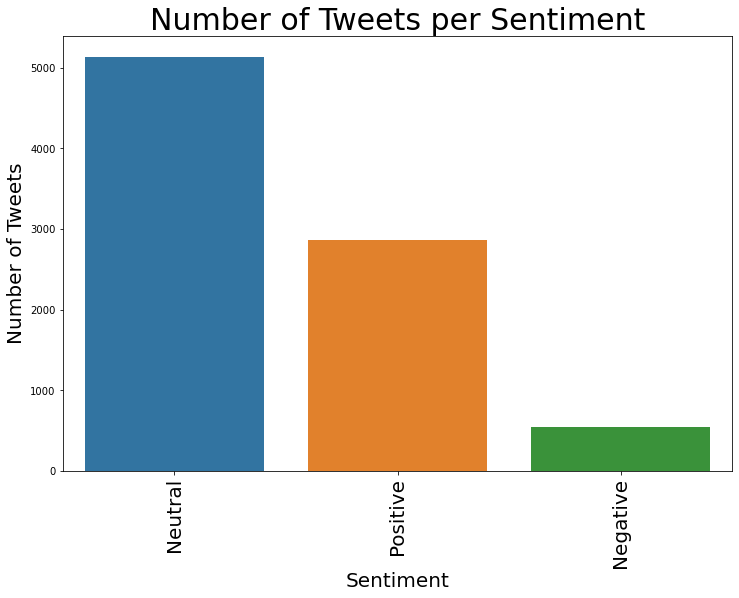 Number of Tweets per Sentiment
Number of Tweets
5000
4000
3000
2000
1000
0
Neutral
Positive
Negative
Sentiment